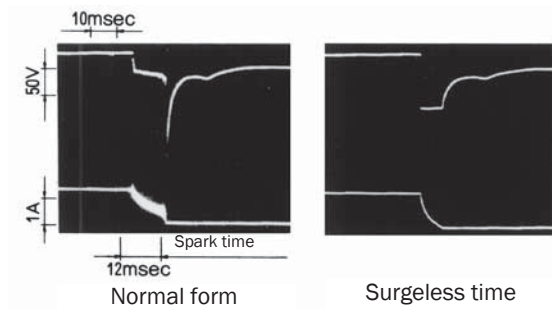 10msec
50V
1A
Spark time
12msec
Normal form
Surgeless time